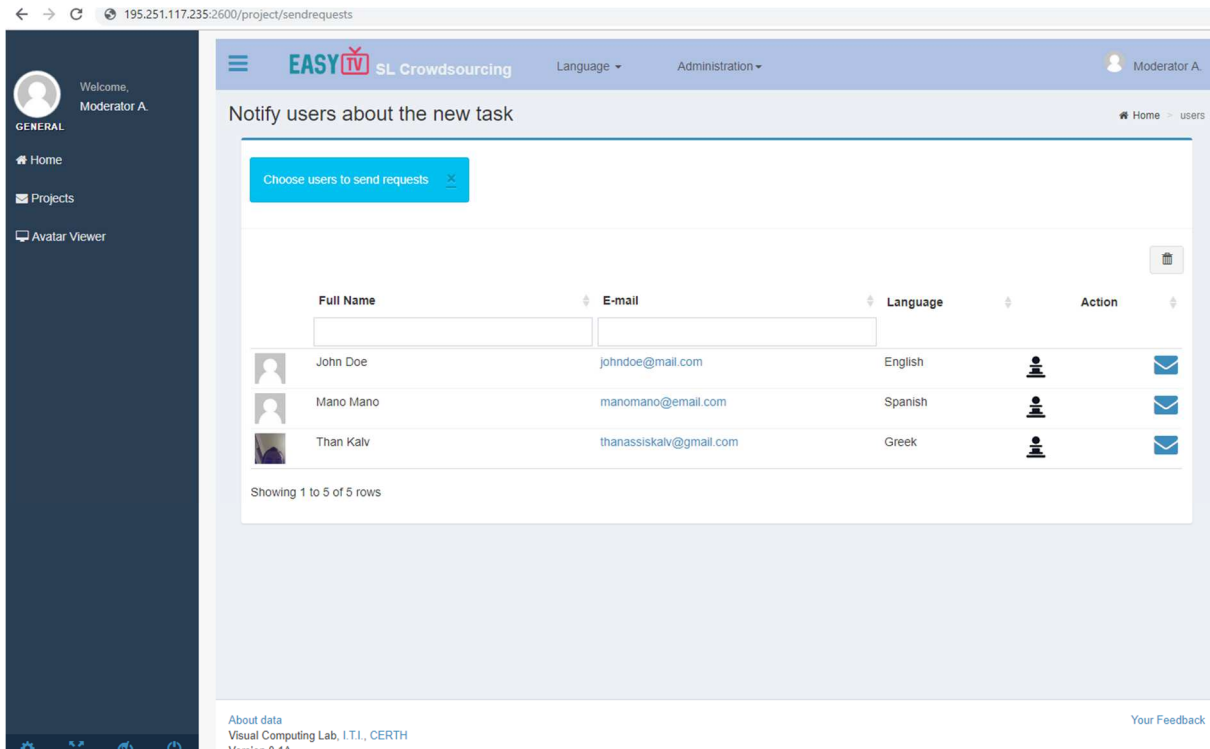 195.251.117.235:2600/project/sendrequests
Welcome,
Moderator A.
GENERAL
Home
Projects
Avatar Viewer
EASY TV SL Crowdsourcing
Language
Administration
Moderator A.
Notify users about the new task
Home > users
Choose users to send requests x
Full Name E-mail Language Action
John Doe johndoe@mail.com English
Mano Mano manomano@email.com Spanish
Than Kalv thanassiskalv@gmail.com Greek
Showing 1 to 5 of 5 rows
About data Your Feedback
Visual Computing Lab, I.T.I., CERTH